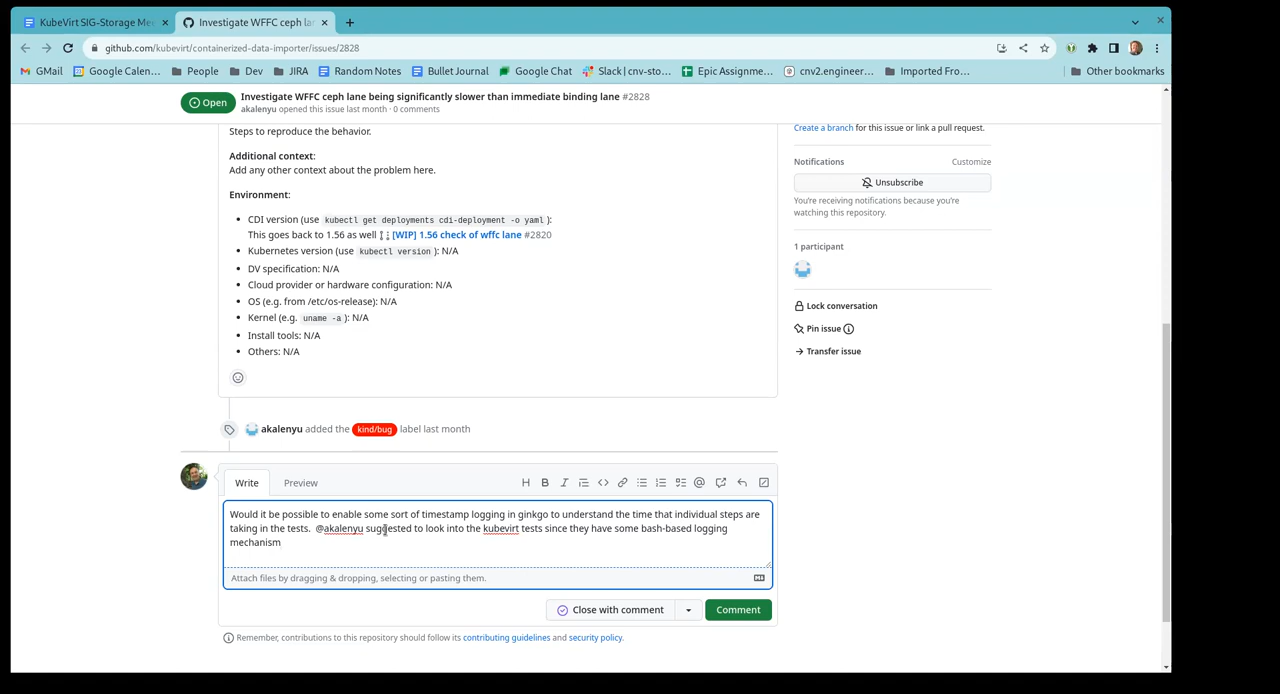 KubeVirt SIG-Storage Mee
Investigate WFFC ceph la
github.com/kubevirt/containerized-data-importer/issues/2828
GMail
Google Calen...
People
Dev
JIRA
Random Notes
Bullet Journal
Google Chat
Slack | cnv-sto...
Epic Assignme...
cnv2.engineer...
Imported Fro...
Other bookmarks
Open
Investigate WFFC ceph lane being significantly slower than immediate binding lane #2828
akalenyu opened this issue last month · 0 comments
Steps to reproduce the behavior.
Additional context:
Add any other context about the problem here.
Environment:
• CDI version (use kubectl get deployments cdi-deployment -o yaml ):
This goes back to 1.56 as well [WIP] 1.56 check of wffc lane #2820
• Kubernetes version (use kubectl version ): N/A
• DV specification: N/A
• Cloud provider or hardware configuration: N/A
• OS (e.g. from /etc/os-release): N/A
• Kernel (e.g. uname -a ): N/A
• Install tools: N/A
• Others: N/A
Create a branch for this issue or link a pull request.
Notifications
Customize
Unsubscribe
You're receiving notifications because you're
watching this repository.
1 participant
Lock conversation
Pin issue
Transfer issue
akalenyu added the kind/bug label last month
Write
Preview
Would it be possible to enable some sort of timestamp logging in ginkgo to understand the time that individual steps are
taking in the tests.  @akalenyu suggested to look into the kubevirt tests since they have some bash-based logging
mechanism
Attach files by dragging & dropping, selecting or pasting them.
Close with comment
Comment
Remember, contributions to this repository should follow its contributing guidelines and security policy.